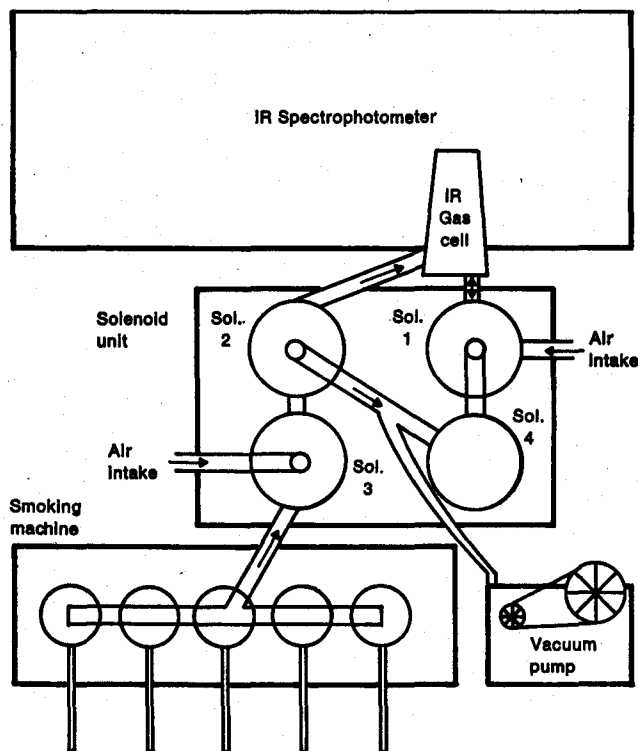 IR Spectrophotometer
IR
Gas
cell
Solenoid
unit
Sol..
2
Sol.
1
Air
intake
Sol.
4
Air
intake
Sol.
3
Smoking
machine
Vacuum
pump